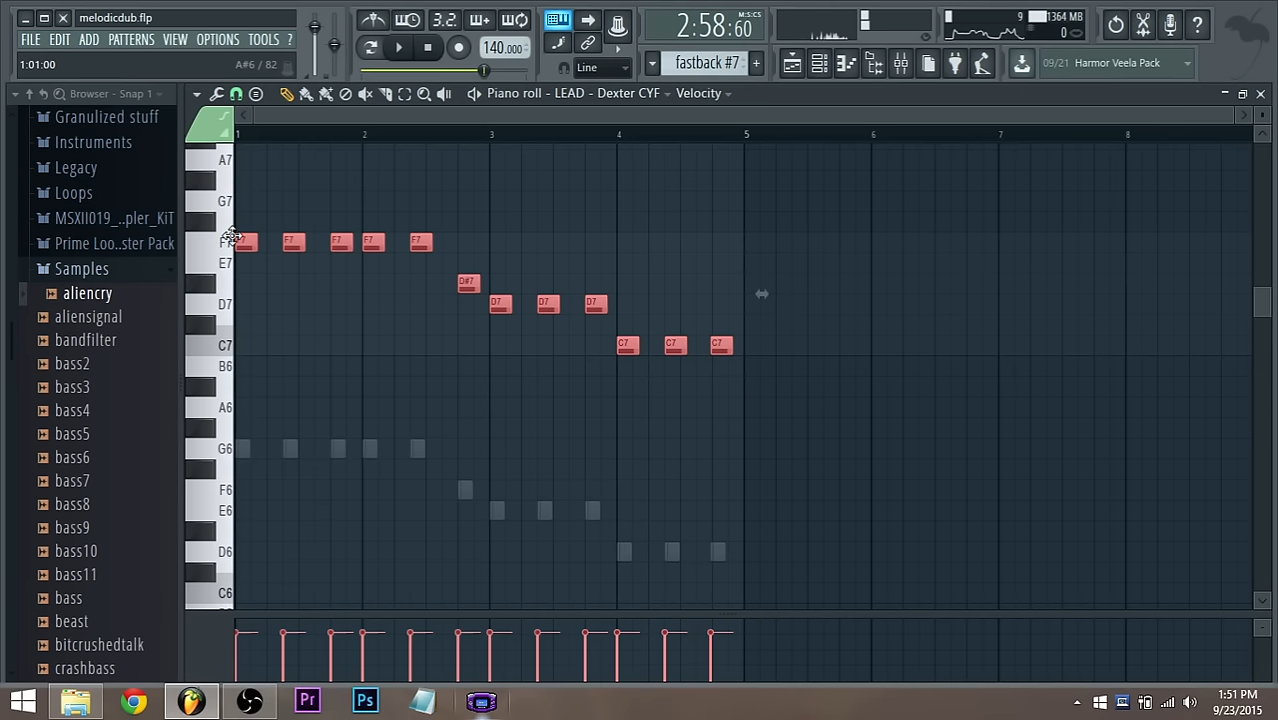 melodicdub.flp
FILE EDIT ADD PATTERNS VIEW OPTIONS TOOLS ?
1:01:00 A#6 / 82
3.2.
140.000
Line
2:58:60
M:S:CS
fastback #7
9 1364 MB
0
09/21 Harmor Veela Pack
Browser - Snap 1
Piano roll - LEAD - Dexter CYF Velocity
1 2 3 4 5 6 7 8
Granulized stuff
Instruments
Legacy
Loops
MSXII019_..pler_KiT
Prime Loo..ster Pack
Samples
aliencry
aliensignal
bandfilter
bass2
bass3
bass4
bass5
bass6
bass7
bass8
bass9
bass10
bass11
bass
beast
bitcrushedtalk
crashbass
A7
G7
F7 F7 F7 F7
E7
D#7
D7 D7 D7 D7
C7 C7 C7 C7
B6
A6
G6
F6
E6
D6
C6
Pr
Ps
1:51 PM
9/23/2015